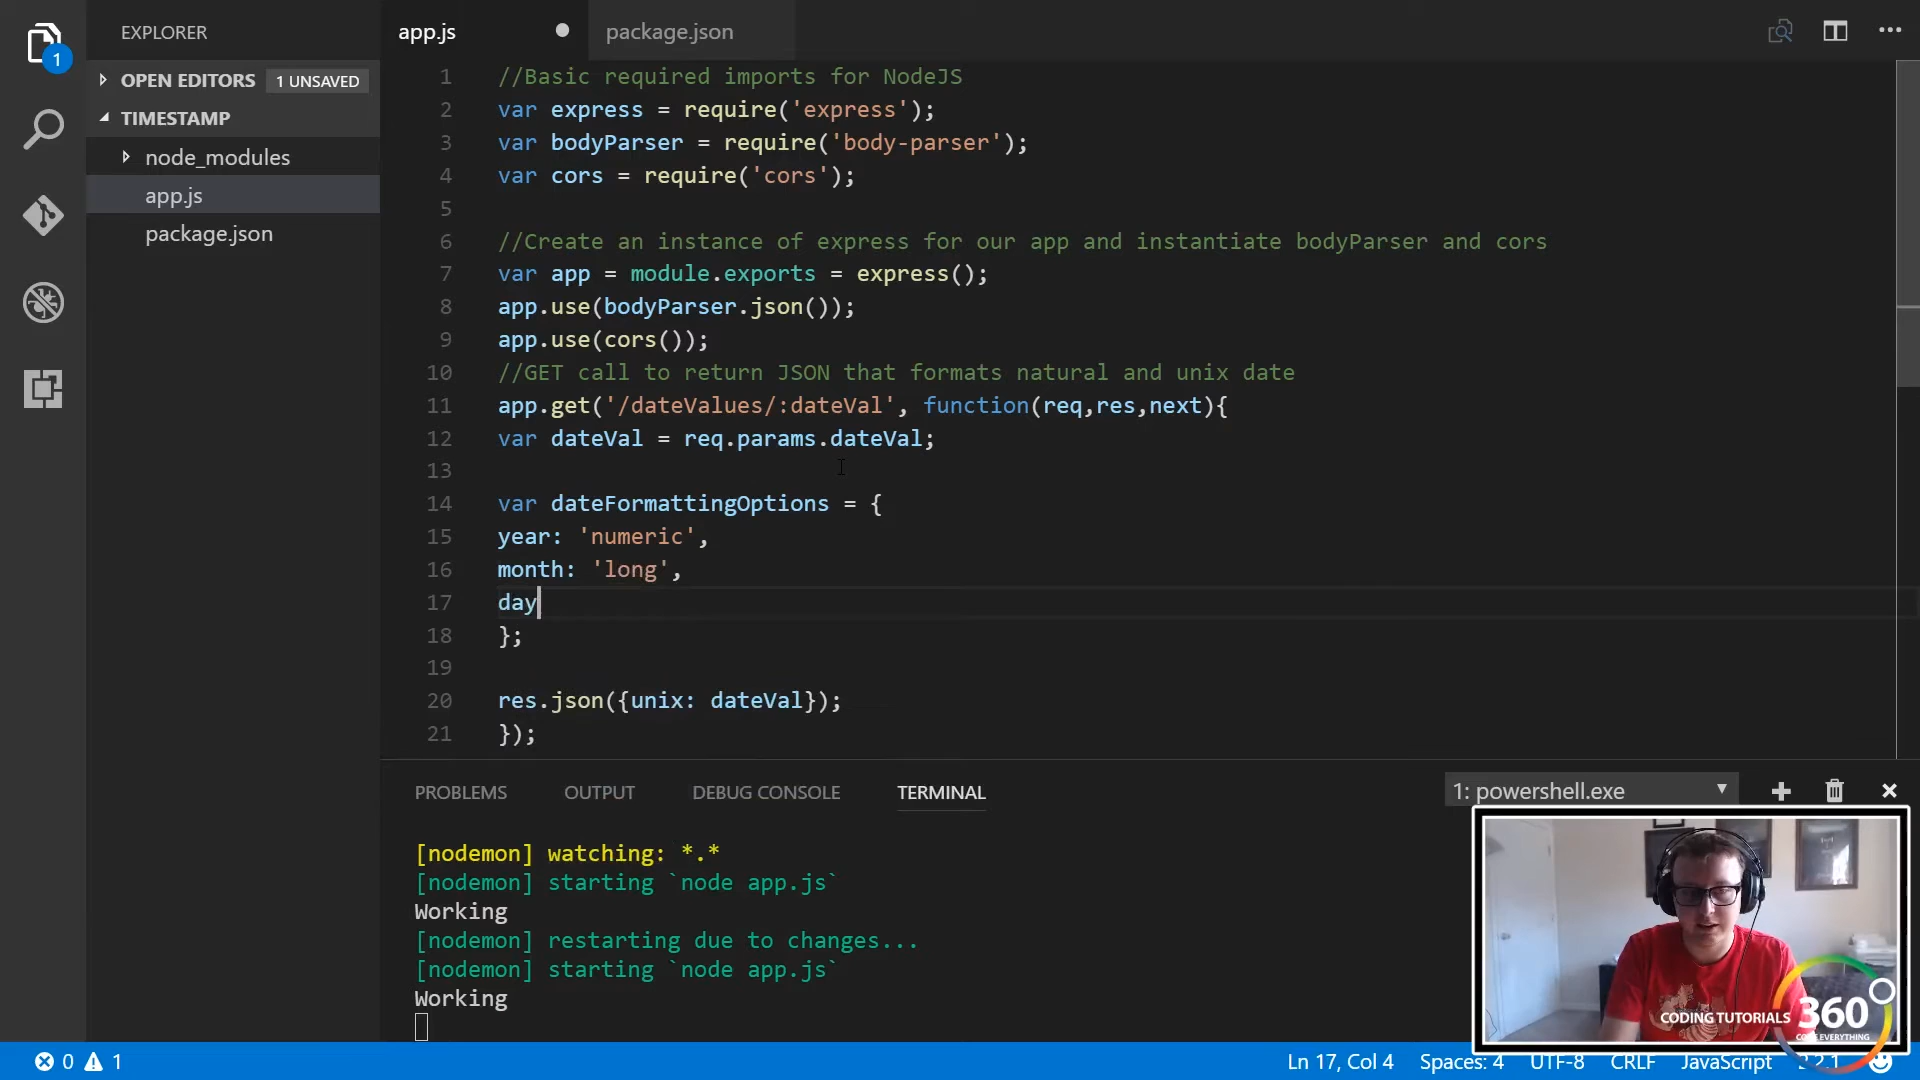 EXPLORER
OPEN EDITORS 1 UNSAVED
TIMESTAMP
node_modules
app.js
package.json
1
app.js
package.json
1 //Basic required imports for NodeJS
2 var express = require('express');
3 var bodyParser = require('body-parser');
4 var cors = require('cors');
5
6 //Create an instance of express for our app and instantiate bodyParser and cors
7 var app = module.exports = express();
8 app.use(bodyParser.json());
9 app.use(cors());
10 //GET call to return JSON that formats natural and unix date
11 app.get('/dateValues/:dateVal', function(req,res,next){
12 var dateVal = req.params.dateVal;
13
14 var dateFormattingOptions = {
15 year: 'numeric',
16 month: 'long',
17 day
18 };
19
20 res.json({unix: dateVal});
21 });
PROBLEMS OUTPUT DEBUG CONSOLE TERMINAL 1: powershell.exe
[nodemon] watching: *.*
[nodemon] starting `node app.js`
Working
[nodemon] restarting due to changes...
[nodemon] starting `node app.js`
Working
CODING TUTORIALS 360
CODE EVERYTHING
0 1 Ln 17, Col 4 Spaces: 4 UTF-8 CRLF JavaScript 2.2.1